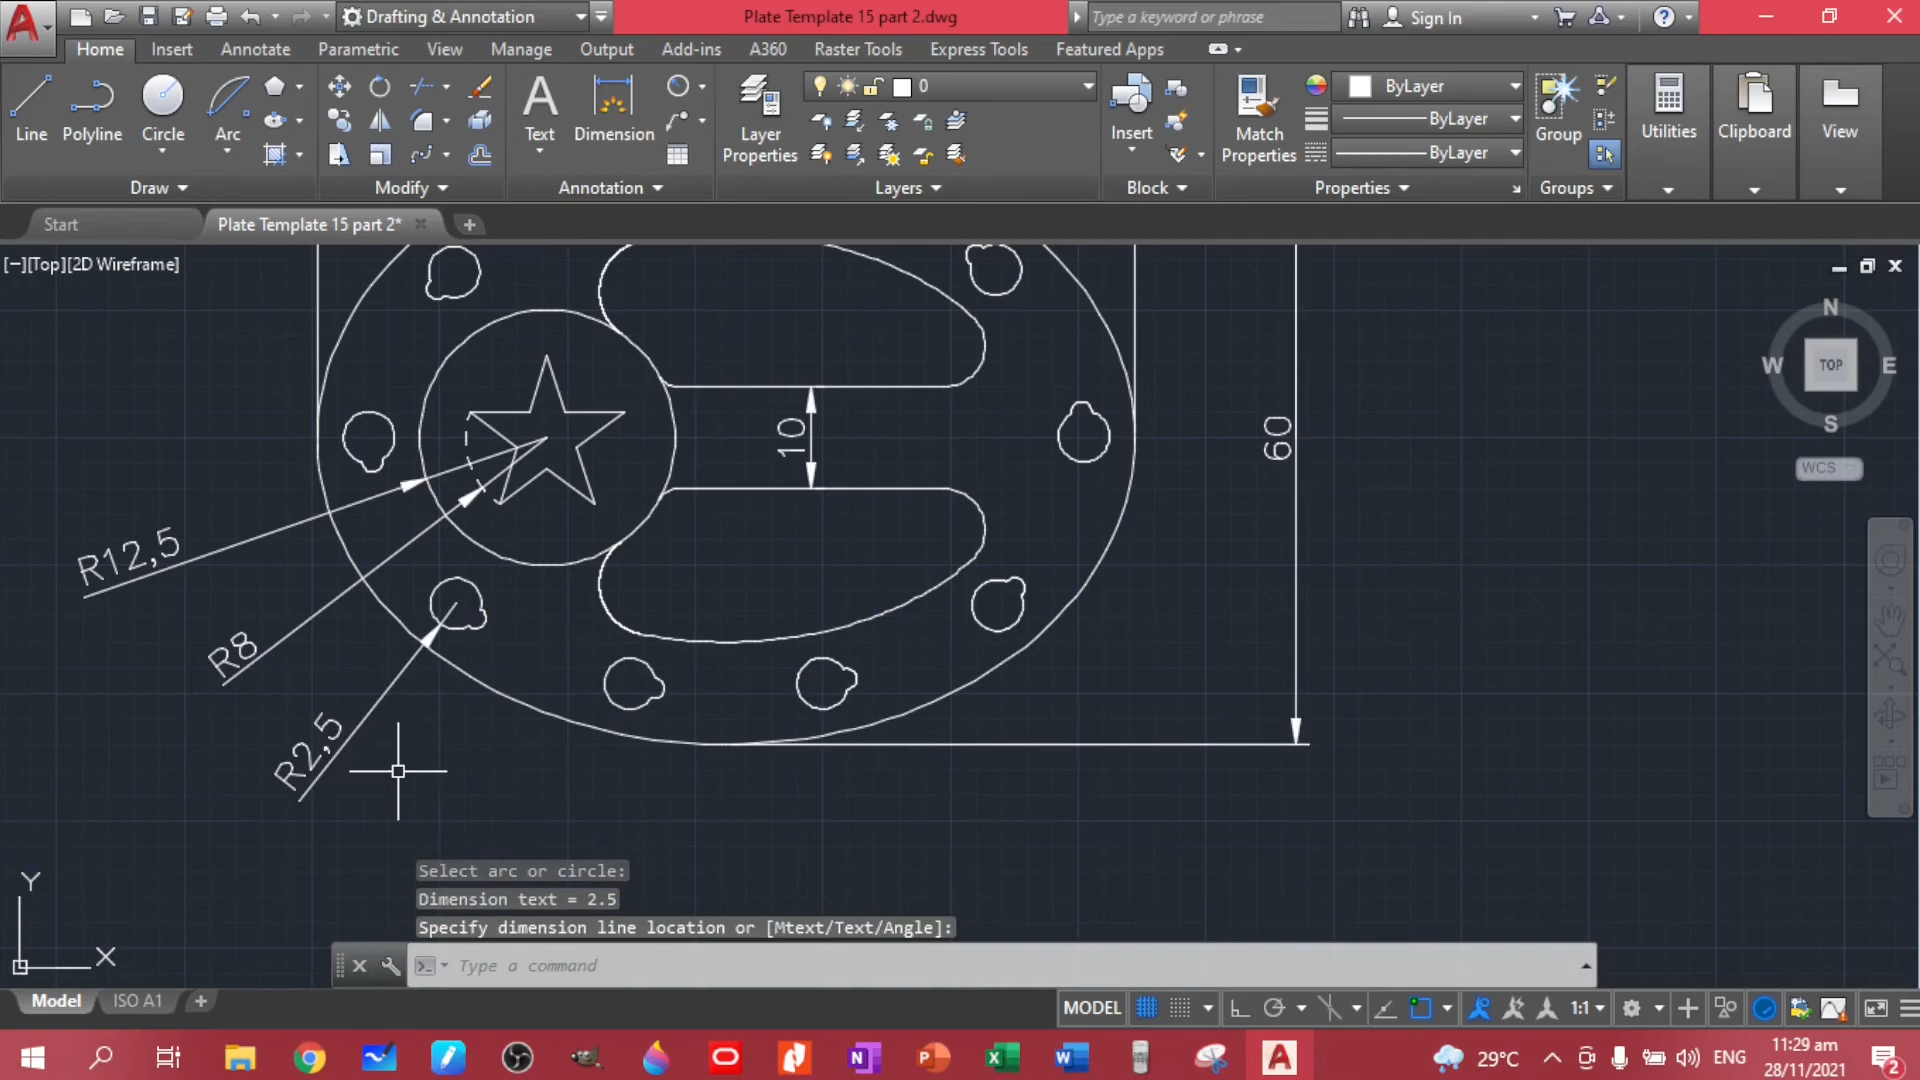 Drafting & Annotation
Plate Template 15 part 2.dwg
Type a keyword or phrase
Sign In
Home
Insert
Annotate
Parametric
View
Manage
Output
Add-ins
A360
Raster Tools
Express Tools
Featured Apps
Line
Polyline
Circle
Arc
Text
Dimension
Layer
Properties
0
Insert
Match
Properties
ByLayer
ByLayer
ByLayer
Group
Utilities
Clipboard
View
Draw
Modify
Annotation
Layers
Block
Properties
Groups
Start
Plate Template 15 part 2*
[−][Top][2D Wireframe]
N
W
TOP
E
S
WCS
10
60
R12,5
R8
R2,5
Select arc or circle:
Dimension text = 2.5
Specify dimension line location or [Mtext/Text/Angle]:
Y
X
Type a command
Model
ISO A1
MODEL
1:1
29°C
ENG
11:29 am
28/11/2021
2